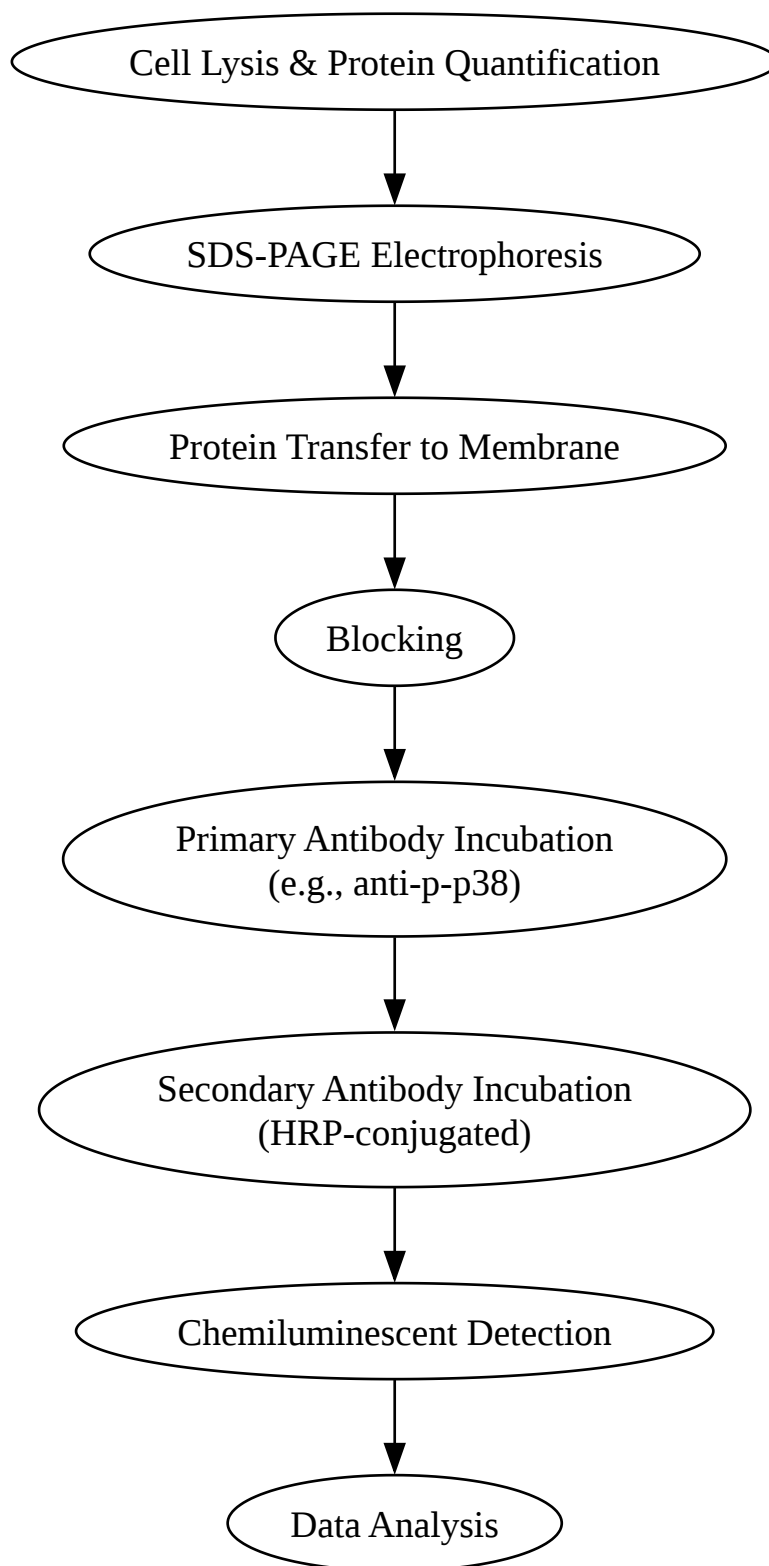 Cell Lysis & Protein Quantification
SDS-PAGE Electrophoresis
Protein Transfer to Membrane
Blocking
Primary Antibody Incubation
(e.g., anti-p-p38)
Secondary Antibody Incubation
(HRP-conjugated)
Chemiluminescent Detection
Data Analysis